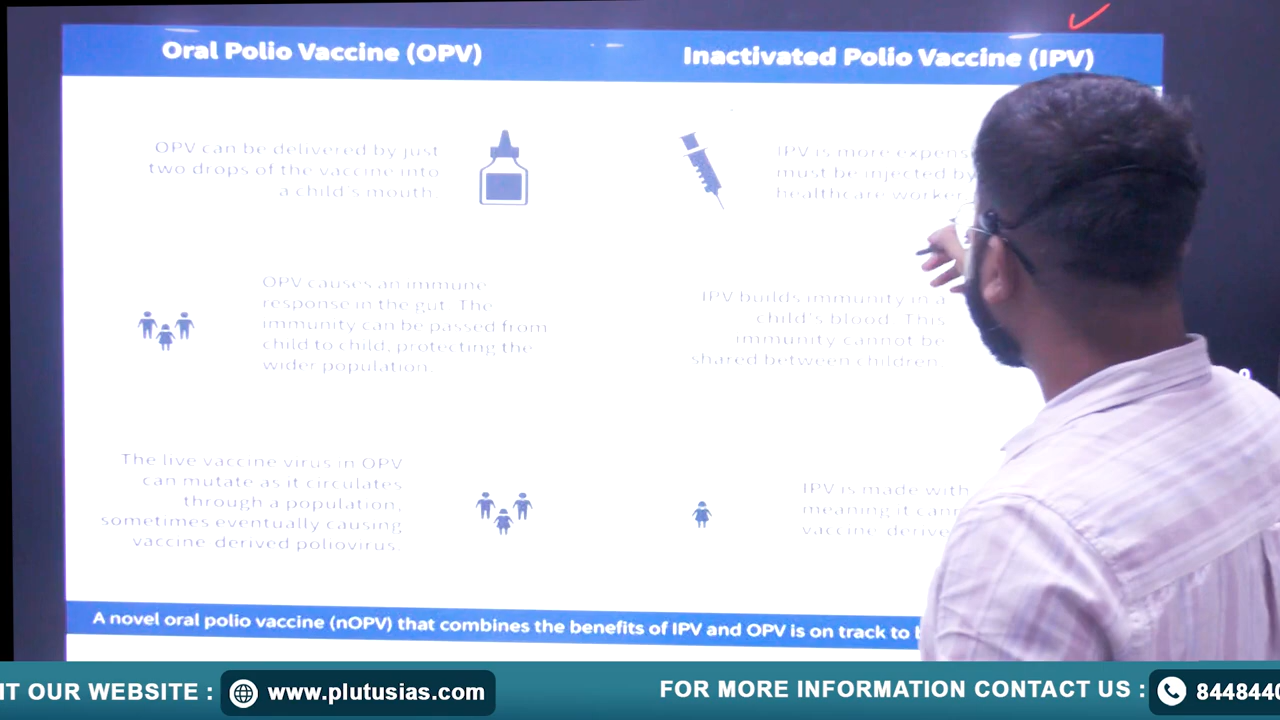 Oral Polio Vaccine (OPV)
Inactivated Polio Vaccine (IPV)
OPV can be delivered by just
two drops of the vaccine into
a child's mouth.
IPV is more
must be injected by
healthcare
OPV causes an immune
response in the gut. The
immunity can be passed from
child to child, protecting the
wider population.
IPV builds immunity in a
child's blood. This
immunity cannot be
shared between children.
The live vaccine virus in OPV
can mutate as it circulates
through a population,
sometimes eventually causing
vaccine-derived poliovirus.
IPV is made with
meaning it
A novel oral polio vaccine (nOPV) that combines the benefits of IPV and OPV is on track to
IT OUR WEBSITE :
www.plutusias.com
FOR MORE INFORMATION CONTACT US :
844844